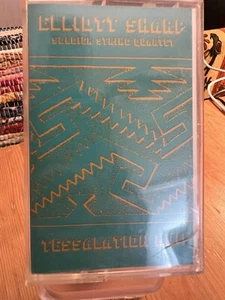 ELLIOTT SHARP
SOLDIER STRING QUARTET
TESSALATION ROW